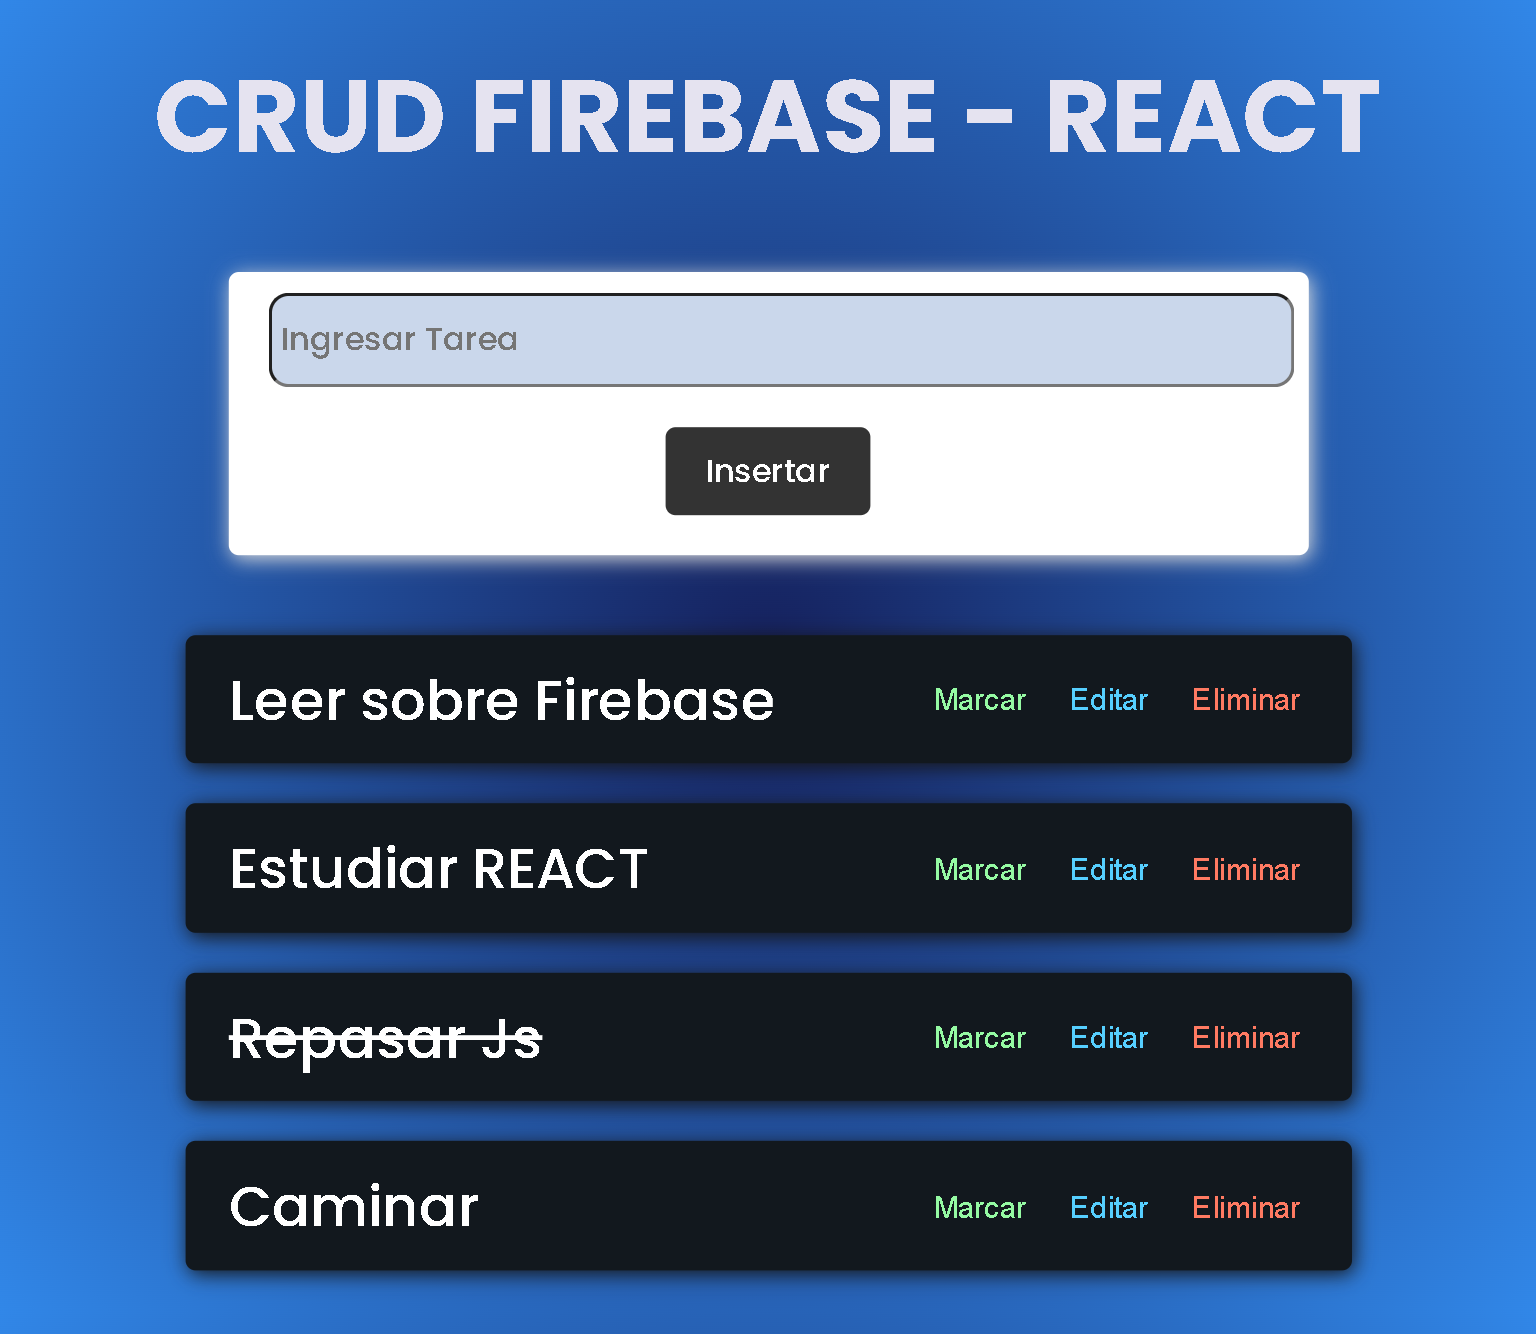 CRUD FIREBASE - REACT
Ingresar Tarea
Insertar
Leer sobre Firebase Marcar Editar Eliminar
Estudiar REACT Marcar Editar Eliminar
Repasar Js Marcar Editar Eliminar
Caminar Marcar Editar Eliminar